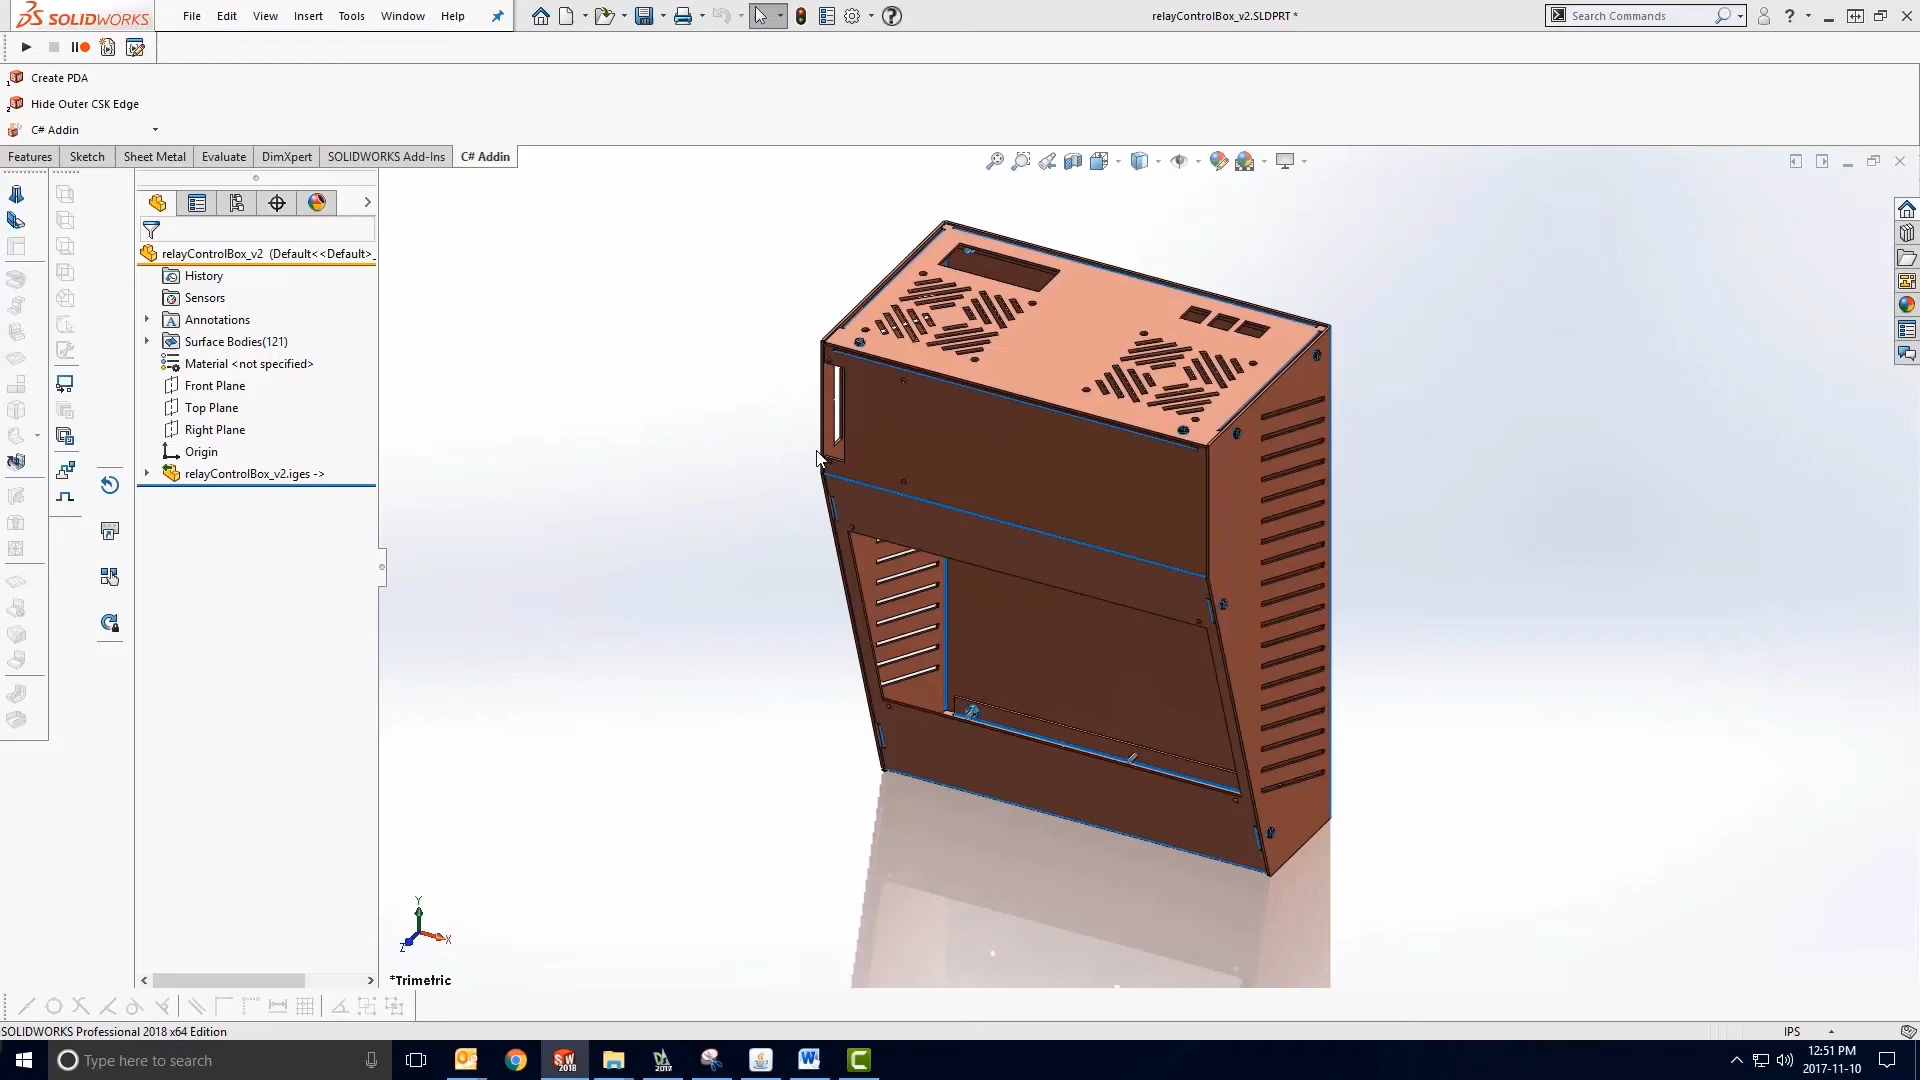 SOLIDWORKS
File Edit View Insert Tools Window Help
relayControlBox_v2.SLDPRT *
Search Commands
Create PDA
Hide Outer CSK Edge
C# Addin
Features Sketch Sheet Metal Evaluate DimXpert SOLIDWORKS Add-Ins C# Addin
relayControlBox_v2 (Default<<Default>_
History
Sensors
Annotations
Surface Bodies(121)
Material <not specified>
Front Plane
Top Plane
Right Plane
Origin
relayControlBox_v2.iges ->
Y
X
Z
*Trimetric
SOLIDWORKS Professional 2018 x64 Edition
IPS
Type here to search
12:51 PM
2017-11-10